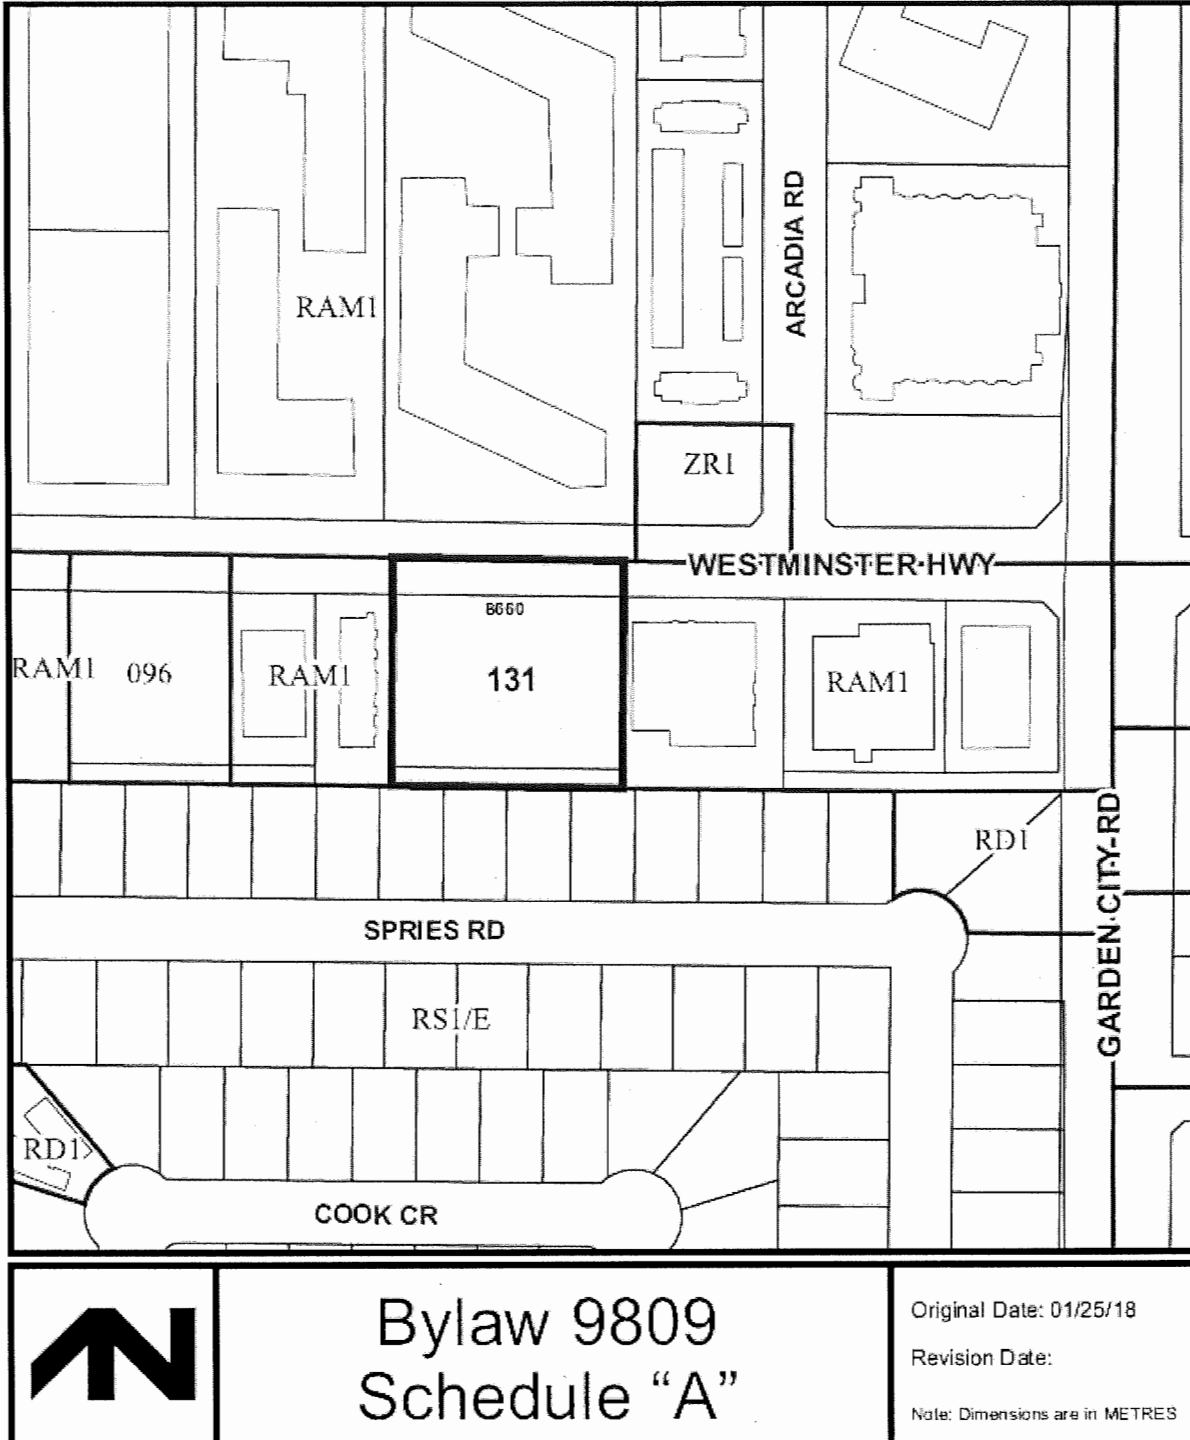 ARCADIA RD
RAM1
ZR1
WESTMINSTER HWY
8660
RAM1
096
RAM1
131
RAM1
RD1
GARDEN CITY RD
SPRIES RD
RS1/E
RD1
COOK CR
N
Bylaw 9809
Schedule “A”
Original Date: 01/25/18
Revision Date:
Note: Dimensions are in METRES